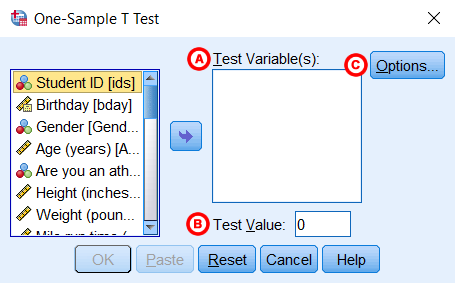 One-Sample T Test
A Test Variable(s):
C Options...
Student ID [ids]
Birthday [bday]
Gender [Gend...
Age (years) [A...
Are you an ath...
Height (inches...
Weight (poun...
Mile run time (
B Test Value: 0
OK Paste Reset Cancel Help